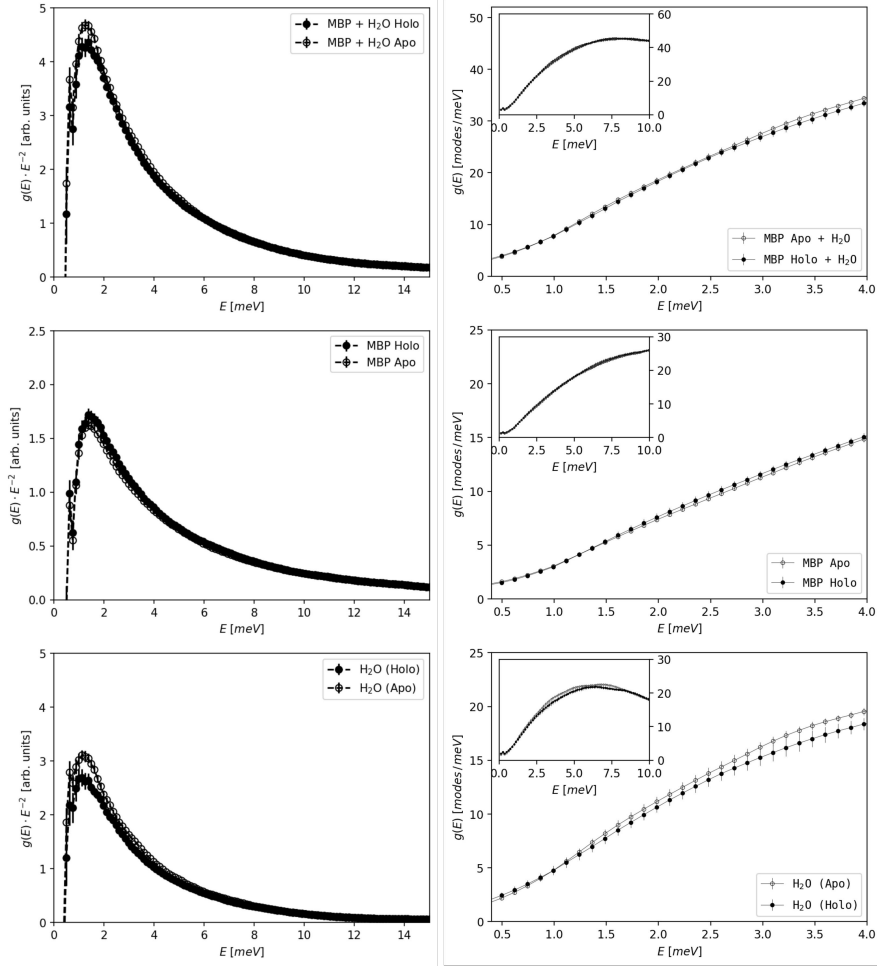 5
4
3
2
1
0
g(E) · E⁻² [arb. units]
MBP + H₂O Holo
MBP + H₂O Apo
0 2 4 6 8 10 12 14
E [meV]
50
40
30
20
10
0
g(E) [modes/meV]
60
40
20
0
0.0 2.5 5.0 7.5 10.0
E [meV]
MBP Apo + H₂O
MBP Holo + H₂O
0.5 1.0 1.5 2.0 2.5 3.0 3.5 4.0
E [meV]
2.5
2.0
1.5
1.0
0.5
0.0
g(E) · E⁻² [arb. units]
MBP Holo
MBP Apo
0 2 4 6 8 10 12 14
E [meV]
25
20
15
10
5
0
g(E) [modes/meV]
30
20
10
0
0.0 2.5 5.0 7.5 10.0
E [meV]
MBP Apo
MBP Holo
0.5 1.0 1.5 2.0 2.5 3.0 3.5 4.0
E [meV]
5
4
3
2
1
0
g(E) · E⁻² [arb. units]
H₂O (Holo)
H₂O (Apo)
0 2 4 6 8 10 12 14
E [meV]
25
20
15
10
5
0
g(E) [modes/meV]
30
20
10
0
0.0 2.5 5.0 7.5 10.0
E [meV]
H₂O (Apo)
H₂O (Holo)
0.5 1.0 1.5 2.0 2.5 3.0 3.5 4.0
E [meV]